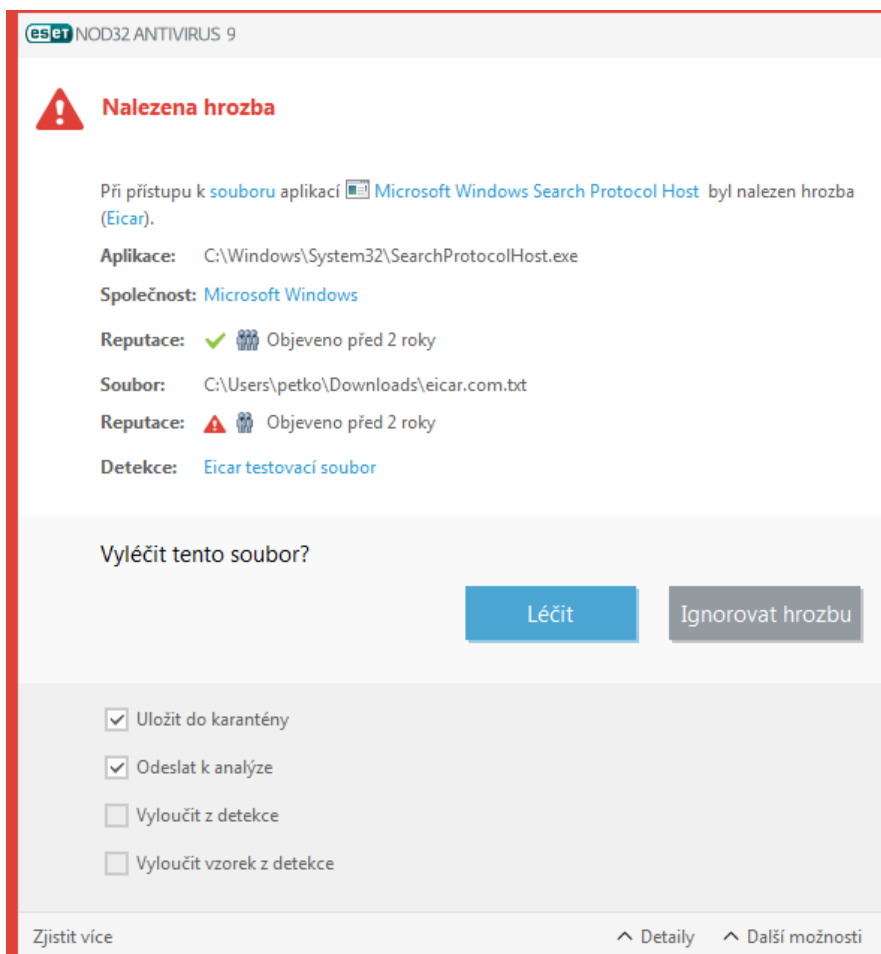 eset NOD32 ANTIVIRUS 9
Nalezena hrozba
Při přístupu k souboru aplikací Microsoft Windows Search Protocol Host byl nalezen hrozba
(Eicar).
Aplikace: C:\Windows\System32\SearchProtocolHost.exe
Společnost: Microsoft Windows
Reputace: Objeveno před 2 roky
Soubor: C:\Users\petko\Downloads\eicar.com.txt
Reputace: Objeveno před 2 roky
Detekce: Eicar testovací soubor
Vyléčit tento soubor?
Léčit Ignorovat hrozbu
Uložit do karantény
Odeslat k analýze
Vyloučit z detekce
Vyloučit vzorek z detekce
Zjistit více Detaily Další možnosti